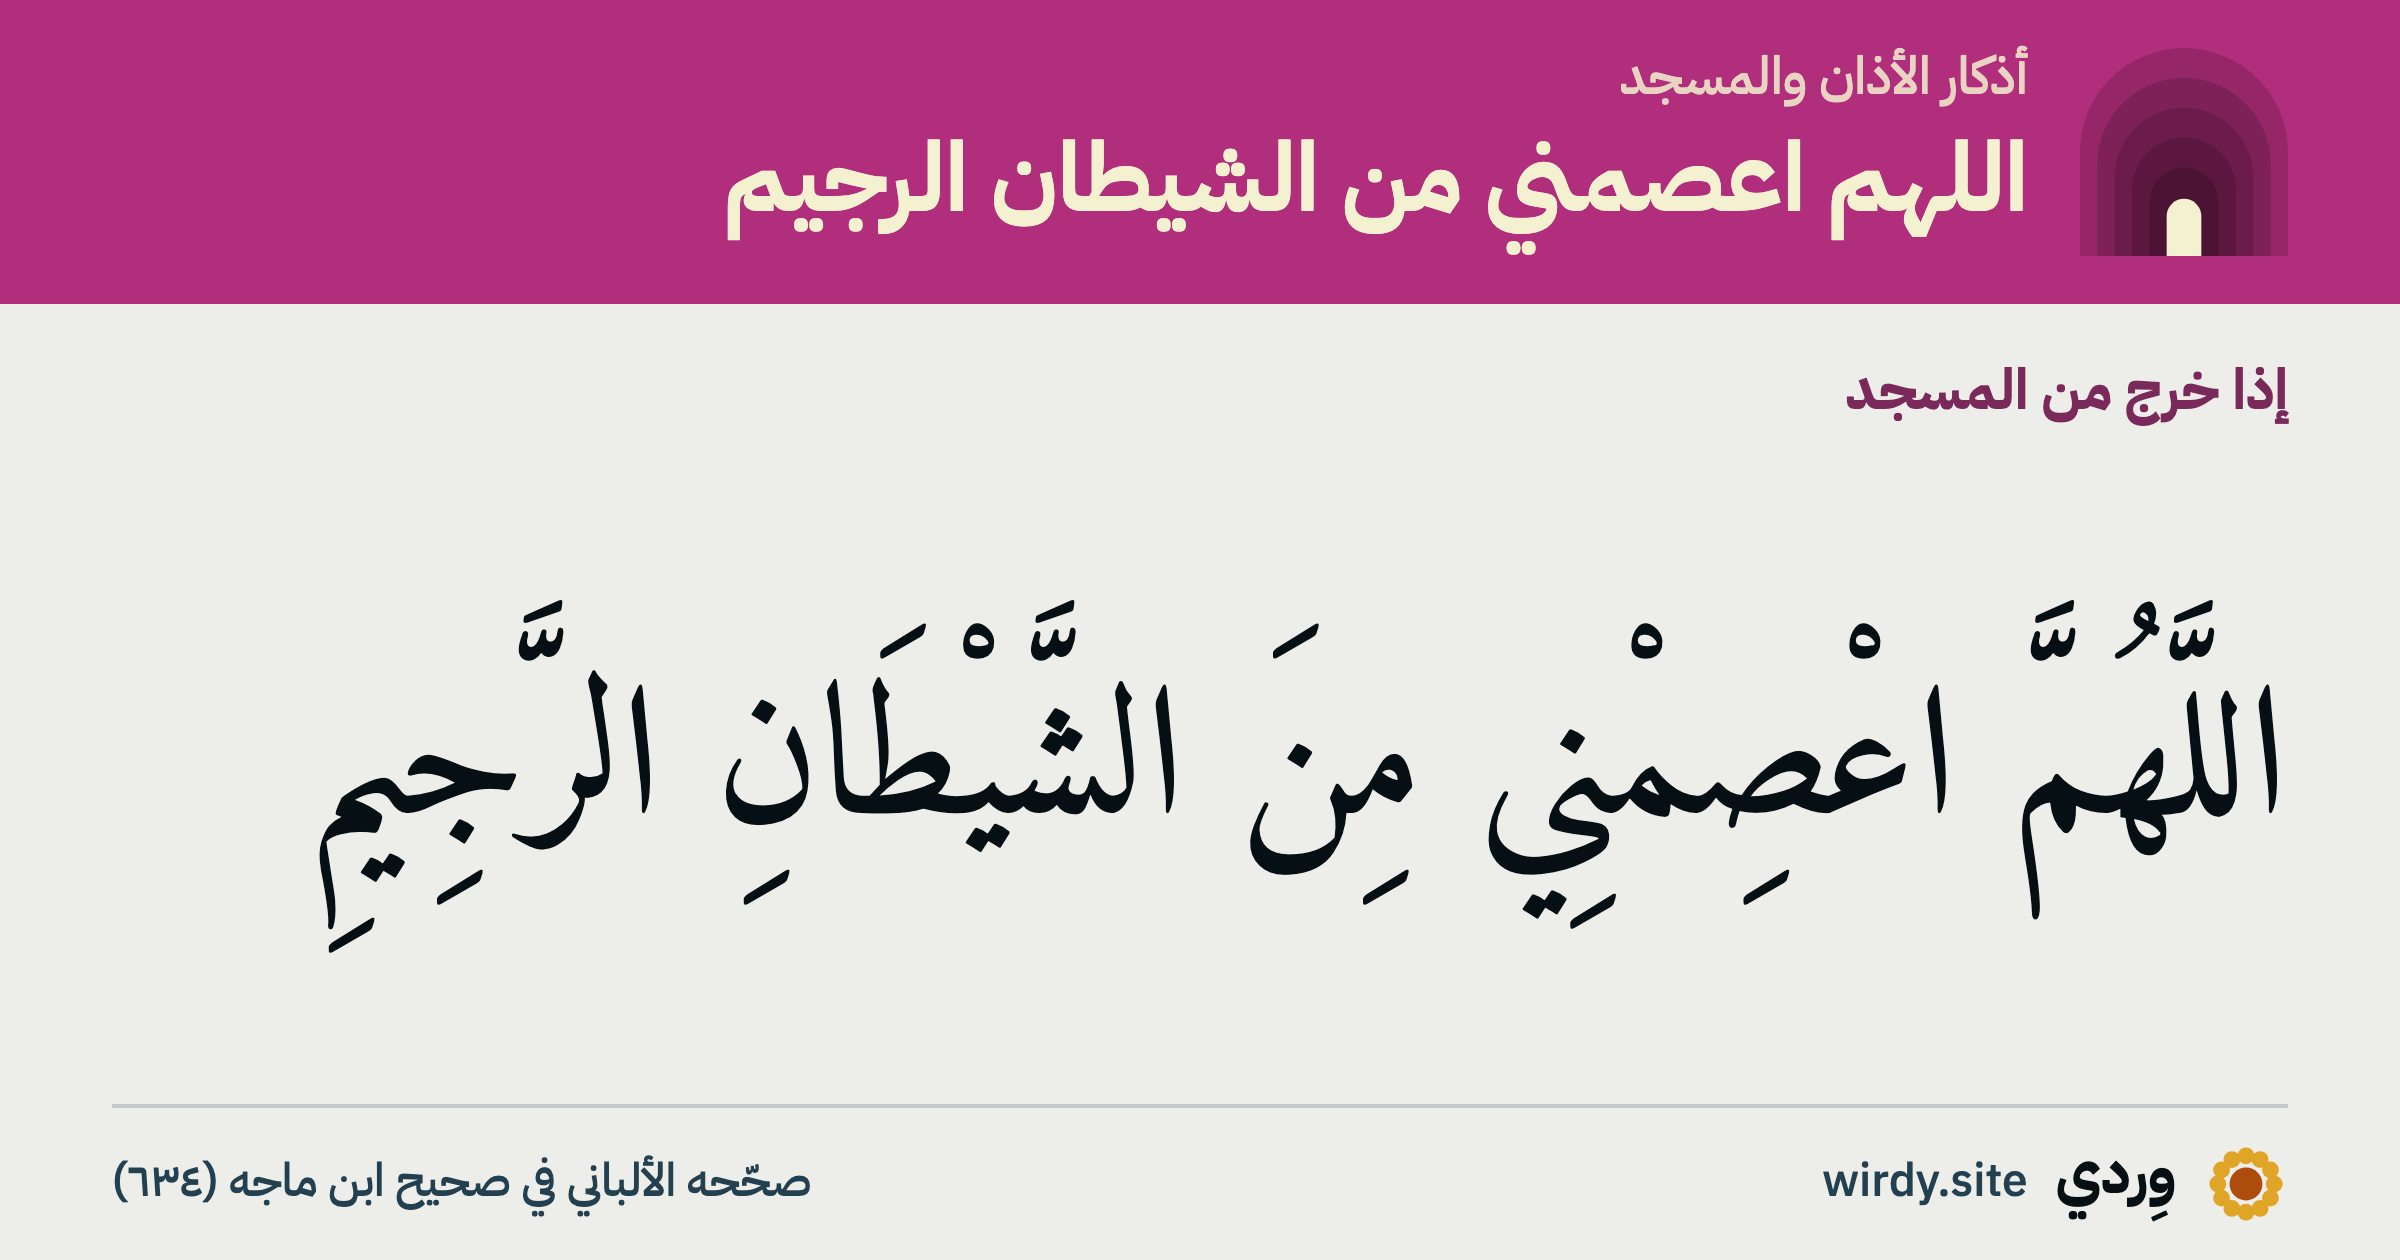 أذكار الأذان والمسجد
اللهم اعصمني من الشيطان الرجيم
إذا خرج من المسجد
اللَّهُمَّ اعْصِمْنِي مِنَ الشَّيْطَانِ الرَّجِيمِ
وِردي wirdy.site
صحّحه الألباني في صحيح ابن ماجه (٦٣٤)